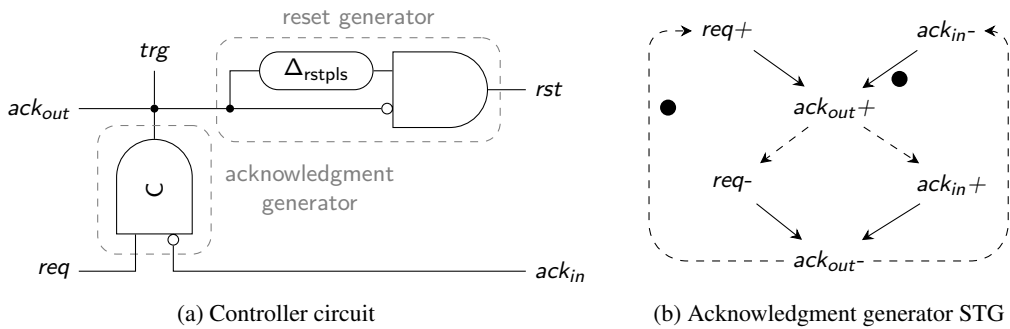 reset generator
trg
Δrstpls
ackout
rst
acknowledgment
generator
C
req
ackin
(a) Controller circuit
req+
ackin-
ackout+
req-
ackin+
ackout-
(b) Acknowledgment generator STG